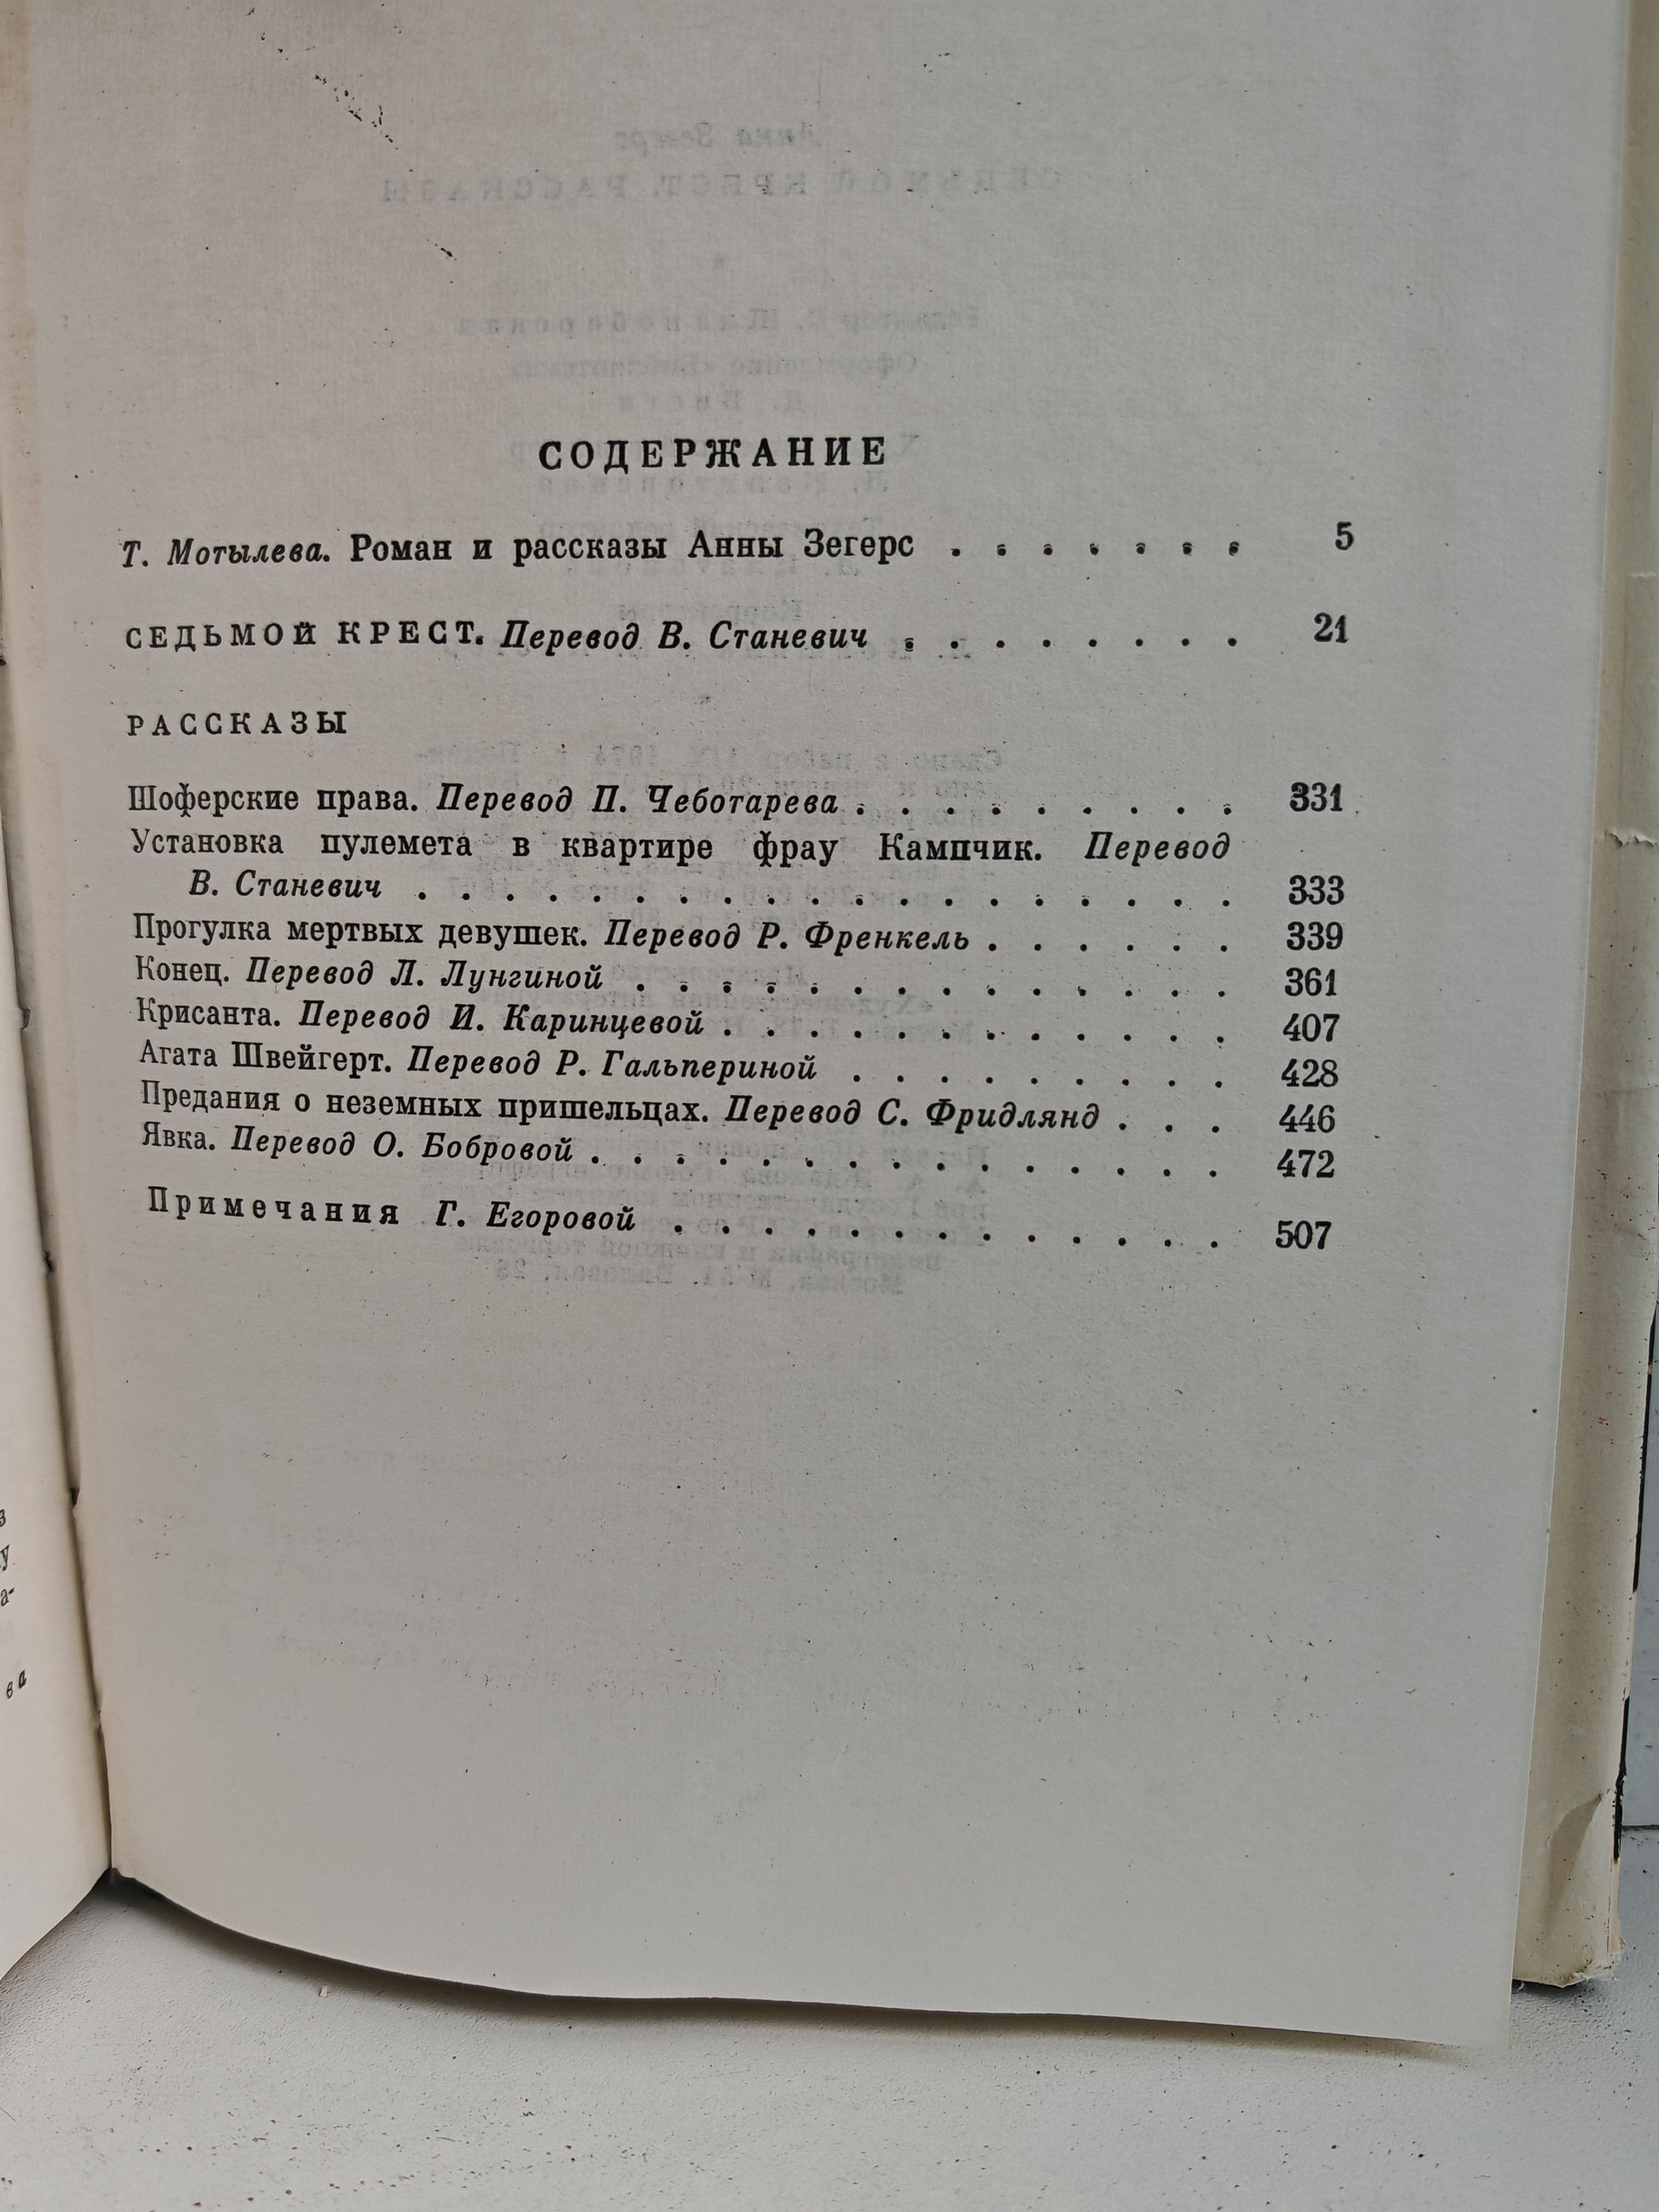 СОДЕРЖАНИЕ
Т. Мотылева. Роман и рассказы Анны Зегерс . . . . . . . 5
СЕДЬМОЙ КРЕСТ. Перевод В. Станевич . . . . . . . . 21
РАССКАЗЫ
Шоферские права. Перевод П. Чеботарева . . . . . . . . . 331
Установка пулемета в квартире фрау Кампчик. Перевод
В. Станевич . . . . . . . . . . . . . . . . . . . 333
Прогулка мертвых девушек. Перевод Р. Френкель . . . . . . 339
Конец. Перевод Л. Лунгиной . . . . . . . . . . . . . . 361
Крисанта. Перевод И. Каринцевой . . . . . . . . . . . . 407
Агата Швейгерт. Перевод Р. Гальпериной . . . . . . . . . 428
Предания о неземных пришельцах. Перевод С. Фридлянд . . . 446
Явка. Перевод О. Бобровой . . . . . . . . . . . . . . . 472
Примечания Г. Егоровой . . . . . . . . . . . . . 507